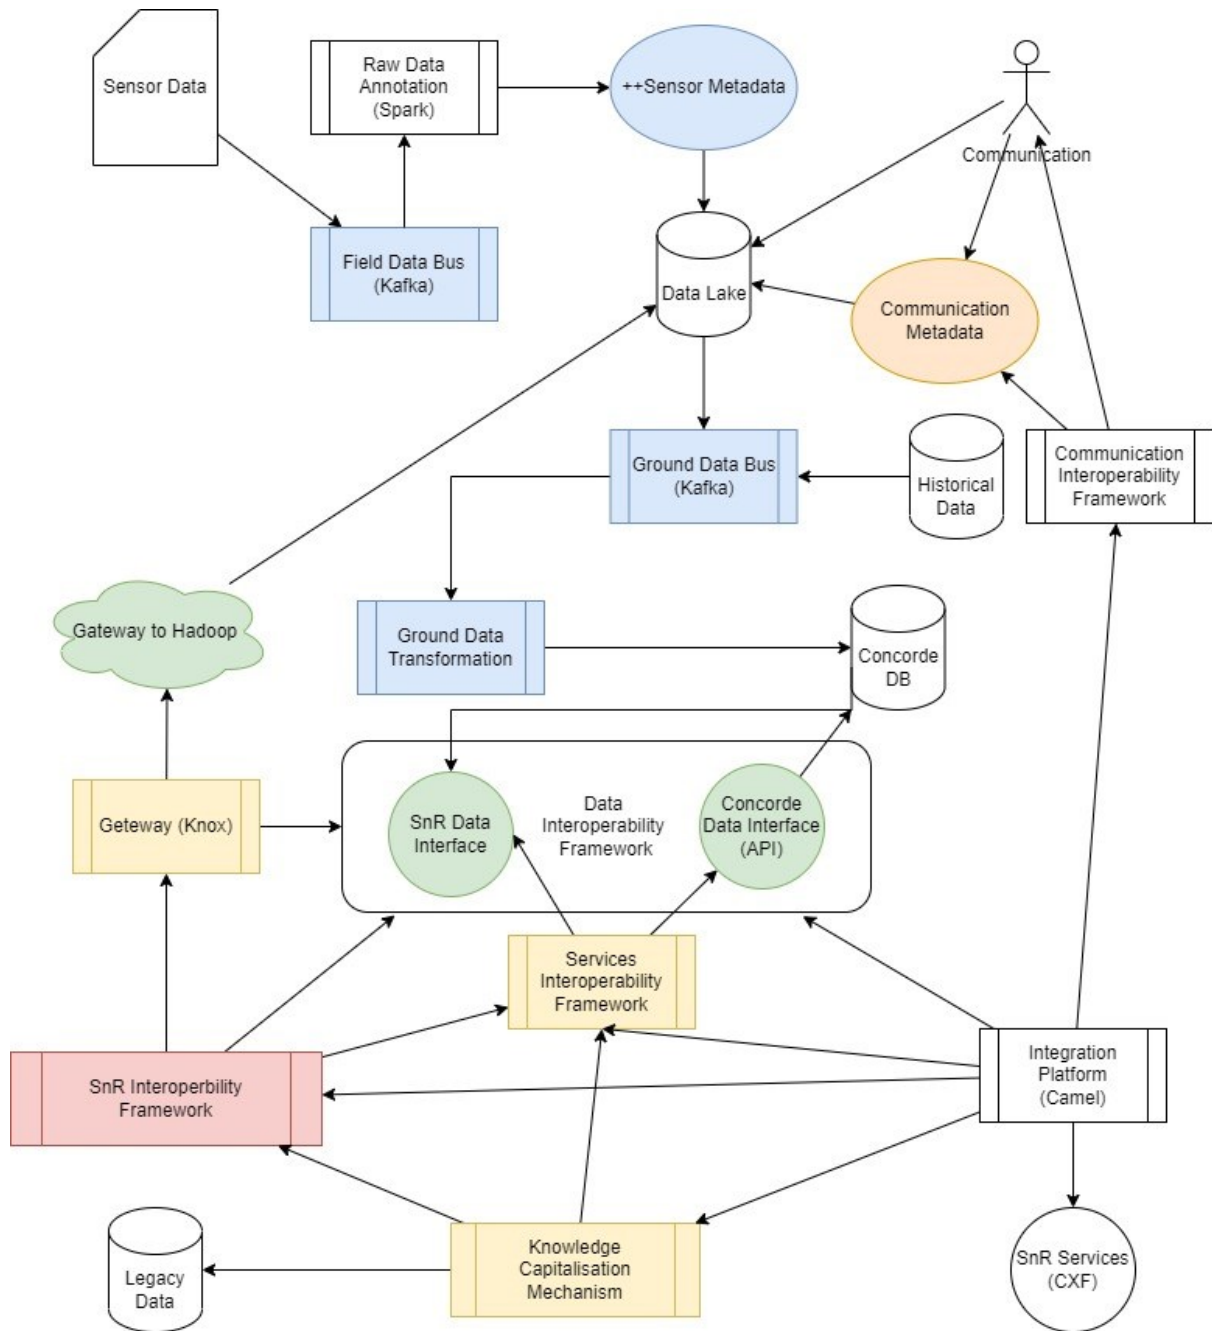 Sensor Data
Raw Data
Annotation
(Spark)
++Sensor Metadata
Communication
Field Data Bus
(Kafka)
Data Lake
Communication
Metadata
Ground Data Bus
(Kafka)
Historical
Data
Communication
Interoperability
Framework
Gateway to Hadoop
Ground Data
Transformation
Concorde
DB
Geteway (Knox)
SnR Data
Interface
Data
Interoperability
Framework
Concorde
Data Interface
(API)
Services
Interoperability
Framework
SnR Interoperbility
Framework
Integration
Platform
(Camel)
Legacy
Data
Knowledge
Capitalisation
Mechanism
SnR Services
(CXF)